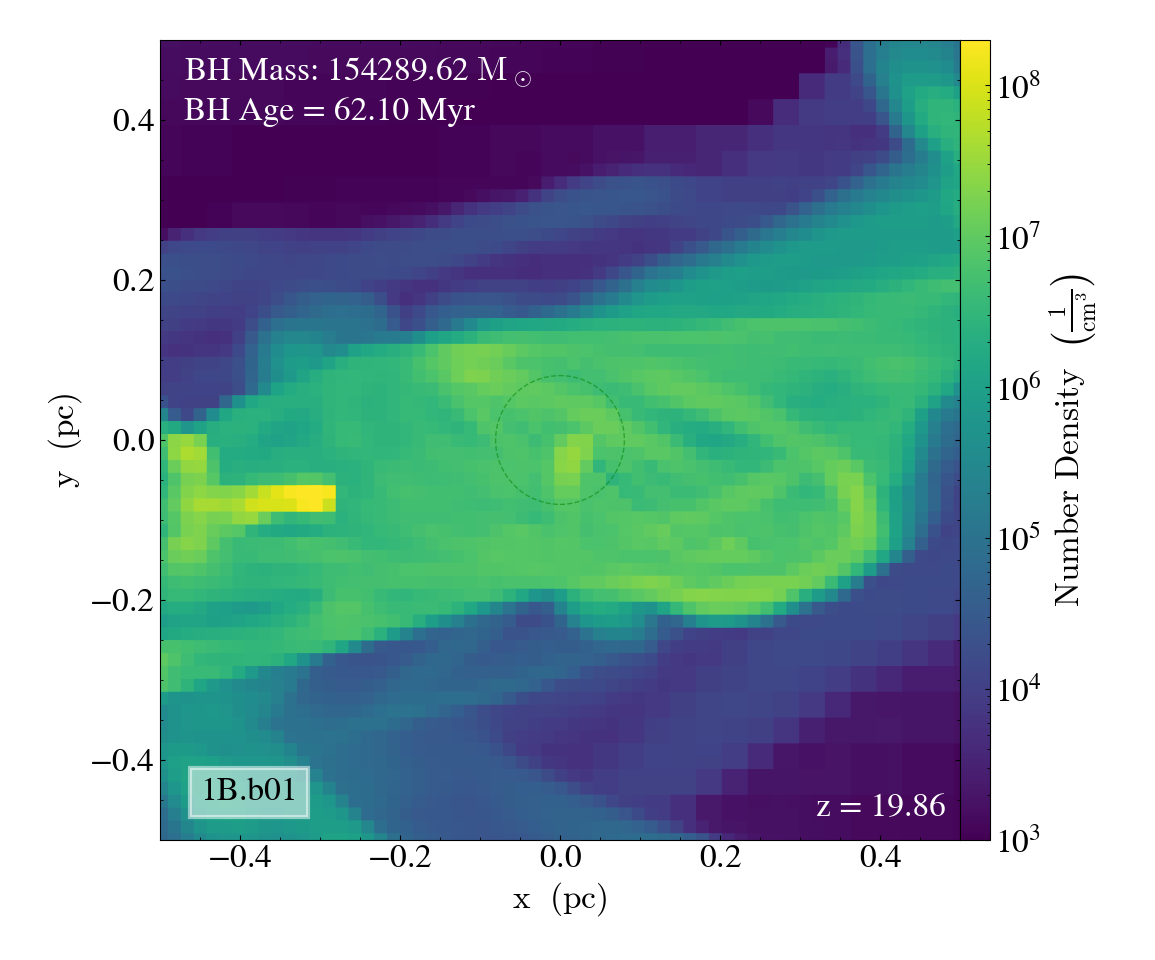 BH Mass: 154289.62 M⊙
BH Age = 62.10 Myr
0.4
0.2
0.0
−0.2
−0.4
y (pc)
1B.b01
z = 19.86
−0.4 −0.2 0.0 0.2 0.4
x (pc)
10⁸
10⁷
10⁶
10⁵
10⁴
10³
Number Density (1/cm³)